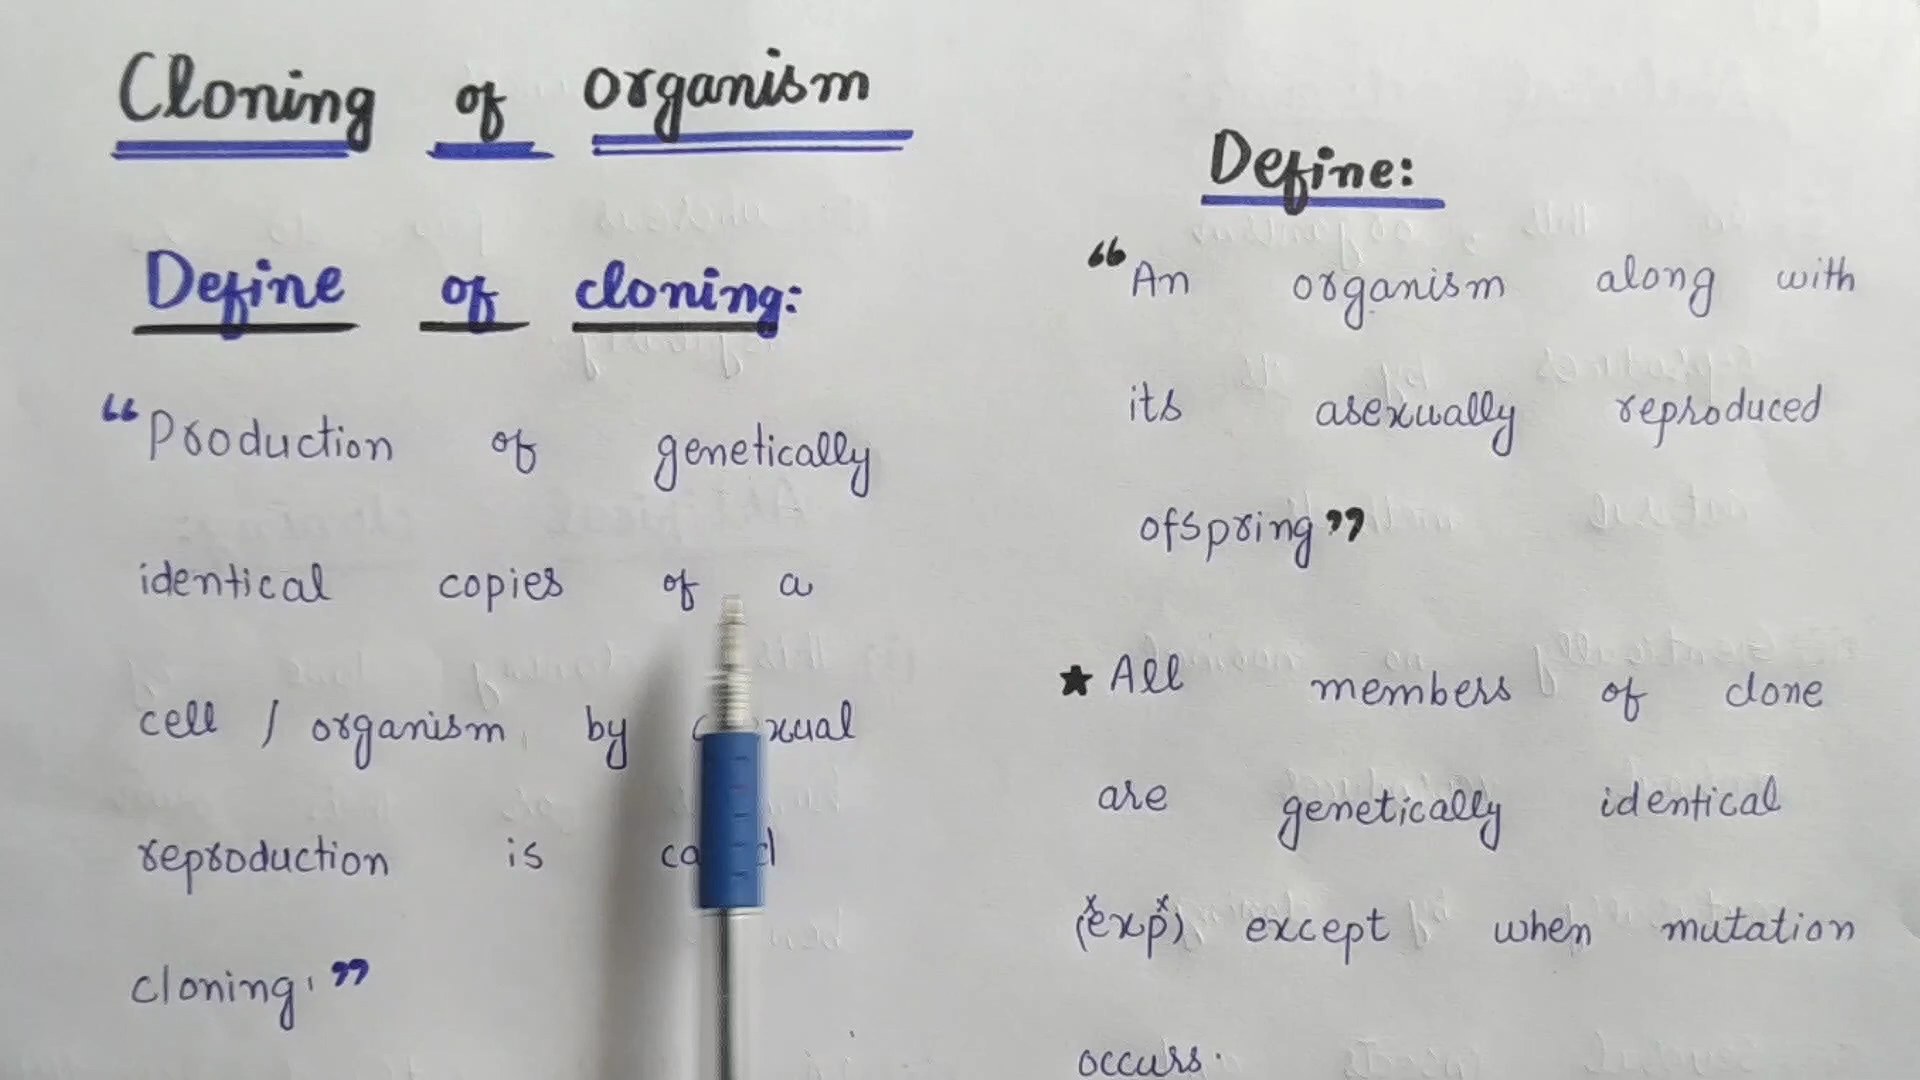 Cloning of organism
Define of cloning:
“Production of genetically
identical copies of a
cell / organism by
reproduction is
cloning.”
Define:
“An organism along with
its asexually reproduced
ofspring”
★ All members of clone
are genetically identical
(exp) except when mutation
occurs.